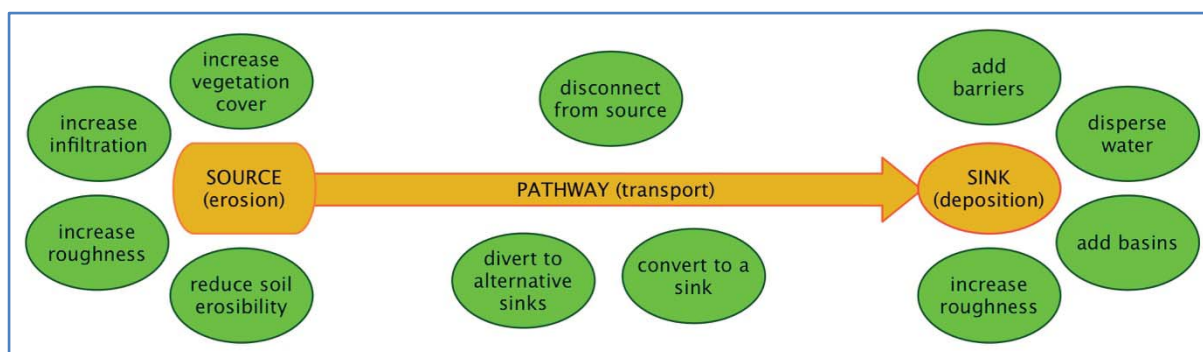 increase
vegetation
cover
increase
infiltration
SOURCE
(erosion)
increase
roughness
reduce soil
erosibility
disconnect
from source
PATHWAY (transport)
divert to
alternative
sinks
convert to a
sink
add
barriers
disperse
water
SINK
(deposition)
add basins
increase
roughness